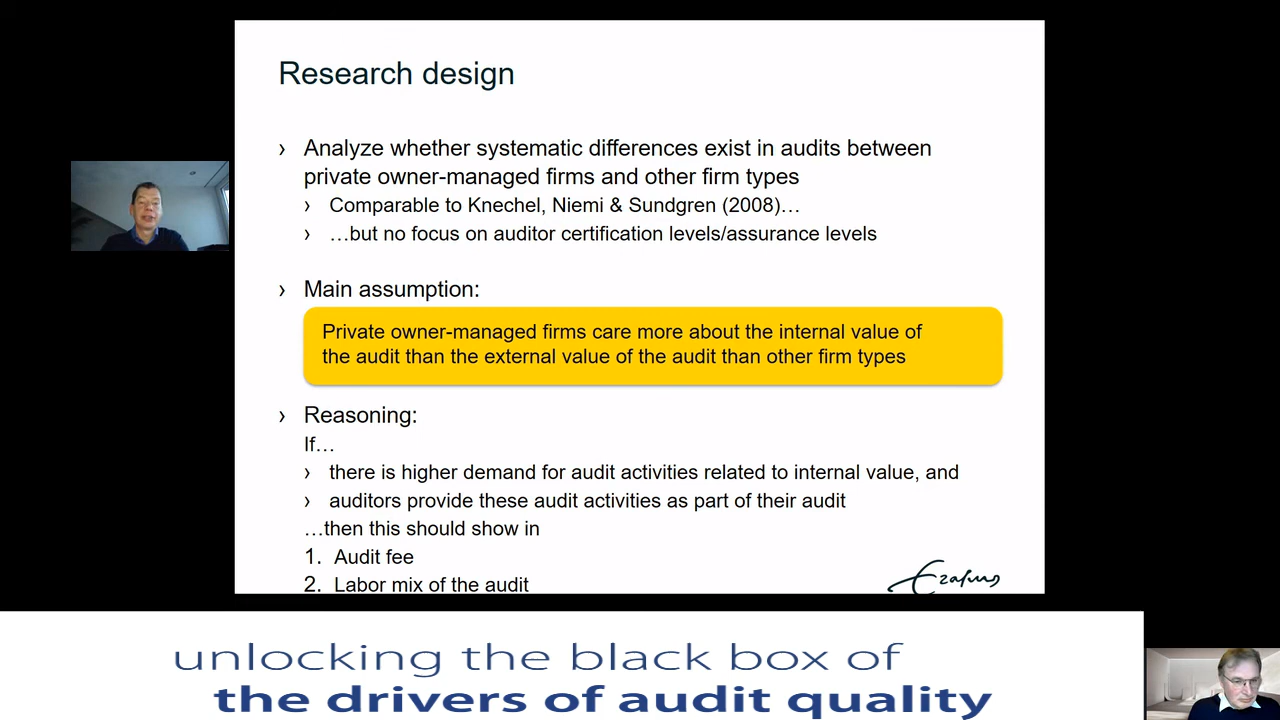 Research design
› Analyze whether systematic differences exist in audits between
private owner-managed firms and other firm types
› Comparable to Knechel, Niemi & Sundgren (2008)…
› …but no focus on auditor certification levels/assurance levels
› Main assumption:
Private owner-managed firms care more about the internal value of
the audit than the external value of the audit than other firm types
› Reasoning:
If…
› there is higher demand for audit activities related to internal value, and
› auditors provide these audit activities as part of their audit
…then this should show in
1. Audit fee
2. Labor mix of the audit
Erasmus
unlocking the black box of
the drivers of audit quality